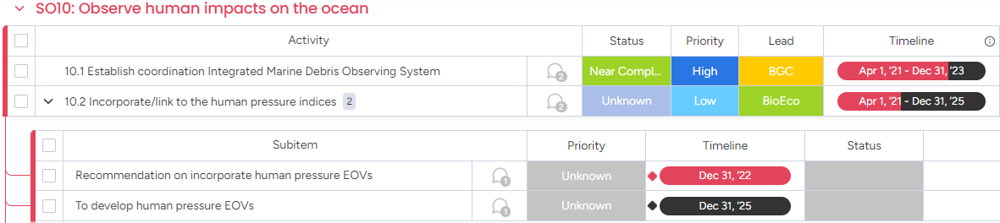 SO10: Observe human impacts on the ocean
Activity Status Priority Lead Timeline
10.1 Establish coordination Integrated Marine Debris Observing System 2 Near Compl... High BGC Apr 1, '21 - Dec 31, '23
10.2 Incorporate/link to the human pressure indices 2 2 Unknown Low BioEco Apr 1, '21 - Dec 31, '25
Subitem Priority Timeline Status
Recommendation on incorporate human pressure EOVs 1 Unknown Dec 31, '22
To develop human pressure EOVs 1 Unknown Dec 31, '25